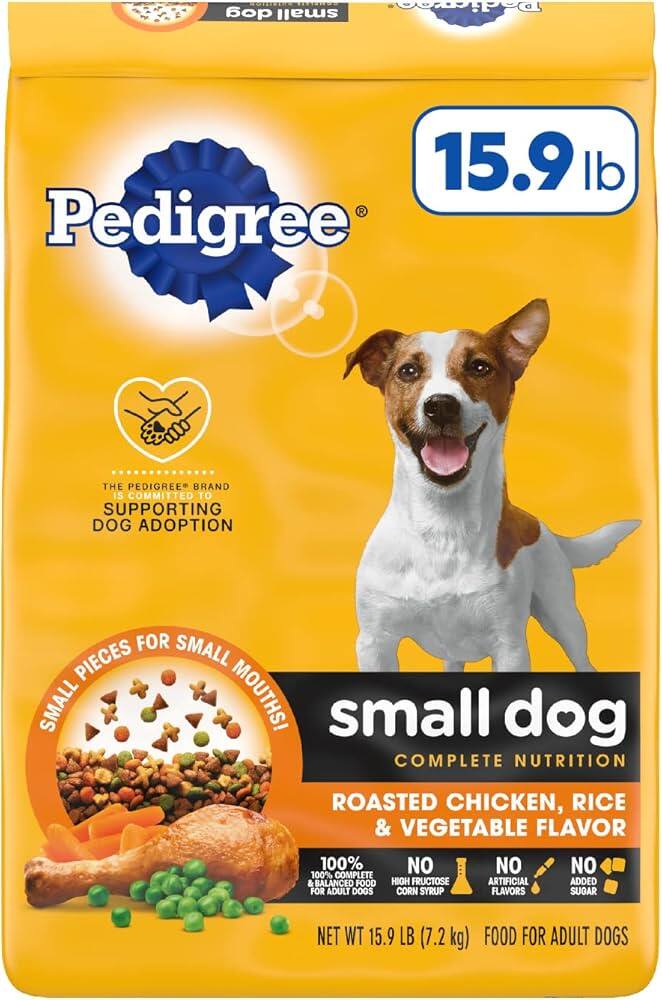 small dog
Pedigree
15.9 lb
Pedigree®
THE PEDIGREE® BRAND
IS COMMITTED TO
SUPPORTING
DOG ADOPTION
SMALL PIECES FOR SMALL MOUTHS!
small dog
COMPLETE NUTRITION
ROASTED CHICKEN, RICE
& VEGETABLE FLAVOR
100%
100% COMPLETE
& BALANCED FOOD
FOR ADULT DOGS
NO
HIGH FRUCTOSE
CORN SYRUP
NO
ARTIFICIAL
FLAVORS
NO
ADDED
SUGAR
NET WT 15.9 LB (7.2 kg) FOOD FOR ADULT DOGS